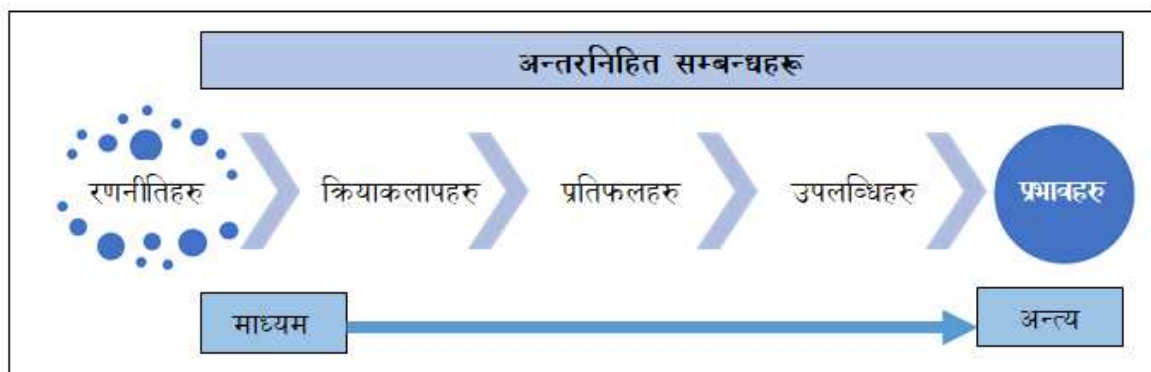 अन्तरनिहित सम्बन्धहरू
रणनीतिहरु क्रियाकलापहरु प्रतिफलहरु उपलब्धिहरु प्रभावहरु
माध्यम अन्त्य